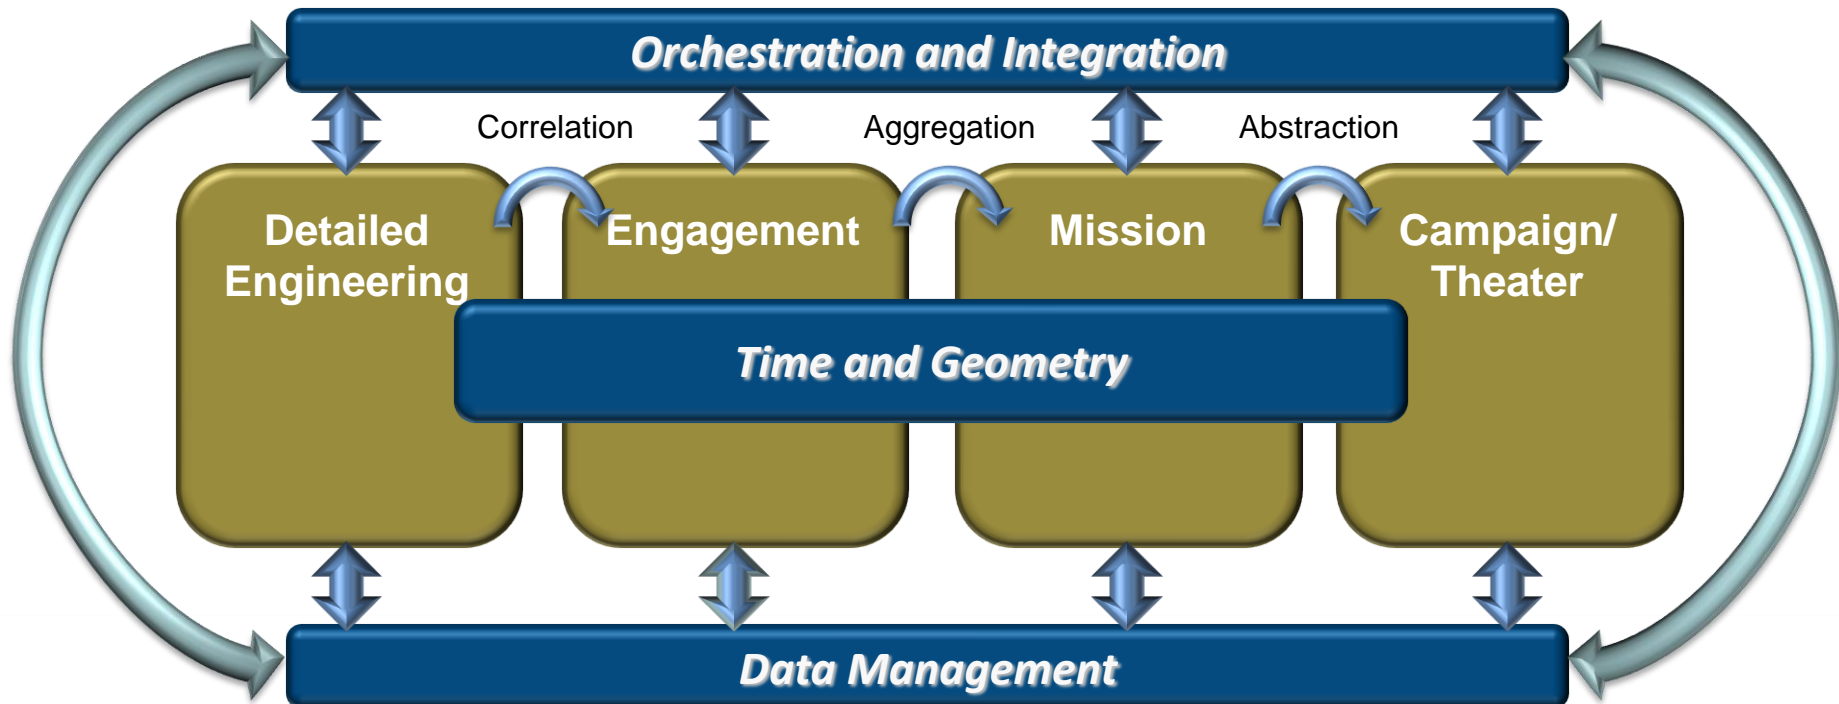 Orchestration and Integration
Correlation
Aggregation
Abstraction
Detailed
Engineering
Engagement
Mission
Campaign/
Theater
Time and Geometry
Data Management